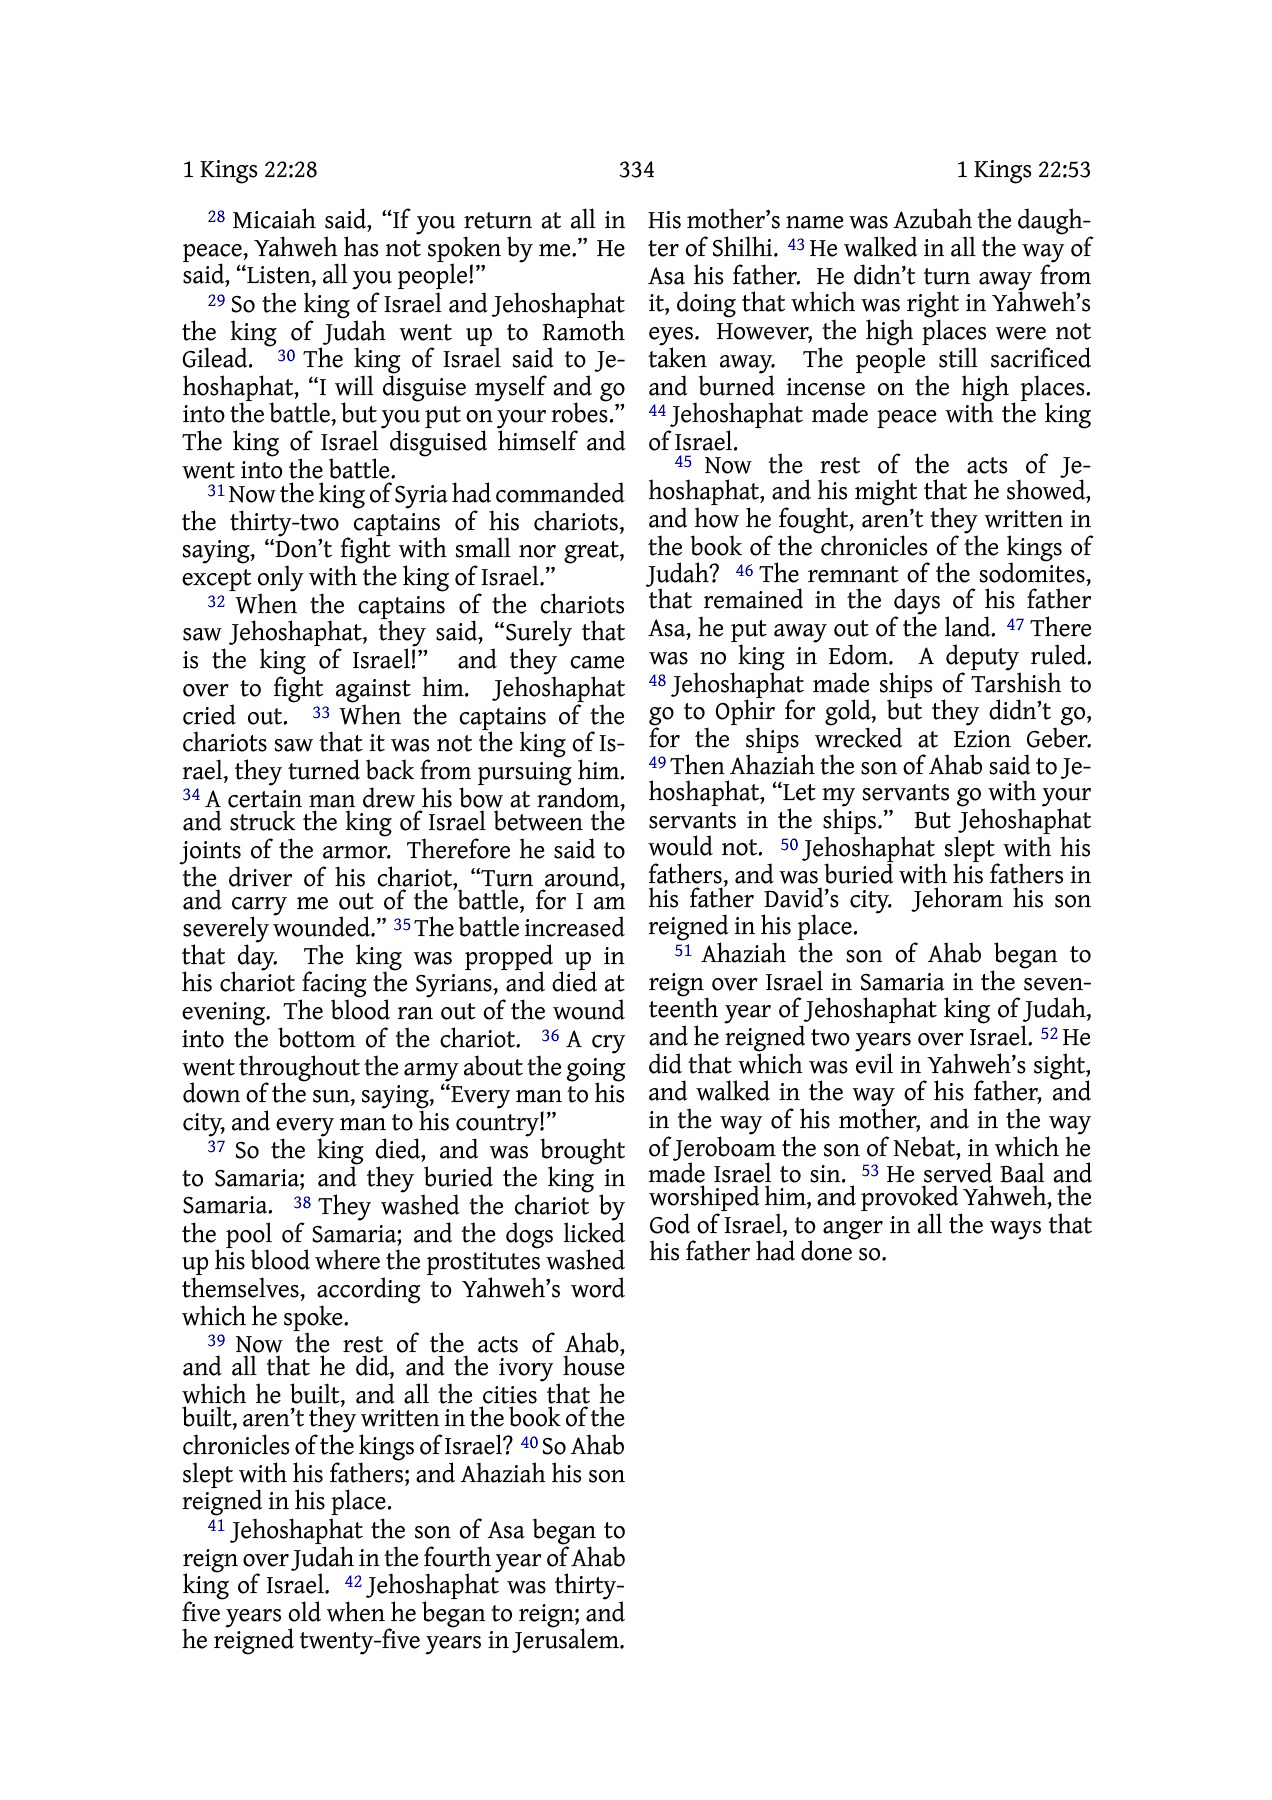 1 Kings 22:28 334 1 Kings 22:53
28 Micaiah said, “If you return at all in
peace, Yahweh has not spoken by me.” He
said, “Listen, all you people!”
29 So the king of Israel and Jehoshaphat
the king of Judah went up to Ramoth
Gilead. 30 The king of Israel said to Je-
hoshaphat, “I will disguise myself and go
into the battle, but you put on your robes.”
The king of Israel disguised himself and
went into the battle.
31 Now the king of Syria had commanded
the thirty-two captains of his chariots,
saying, “Don’t fight with small nor great,
except only with the king of Israel.”
32 When the captains of the chariots
saw Jehoshaphat, they said, “Surely that
is the king of Israel!” and they came
over to fight against him. Jehoshaphat
cried out. 33 When the captains of the
chariots saw that it was not the king of Is-
rael, they turned back from pursuing him.
34 A certain man drew his bow at random,
and struck the king of Israel between the
joints of the armor. Therefore he said to
the driver of his chariot, “Turn around,
and carry me out of the battle, for I am
severely wounded.” 35 The battle increased
that day. The king was propped up in
his chariot facing the Syrians, and died at
evening. The blood ran out of the wound
into the bottom of the chariot. 36 A cry
went throughout the army about the going
down of the sun, saying, “Every man to his
city, and every man to his country!”
37 So the king died, and was brought
to Samaria; and they buried the king in
Samaria. 38 They washed the chariot by
the pool of Samaria; and the dogs licked
up his blood where the prostitutes washed
themselves, according to Yahweh’s word
which he spoke.
39 Now the rest of the acts of Ahab,
and all that he did, and the ivory house
which he built, and all the cities that he
built, aren’t they written in the book of the
chronicles of the kings of Israel? 40 So Ahab
slept with his fathers; and Ahaziah his son
reigned in his place.
41 Jehoshaphat the son of Asa began to
reign over Judah in the fourth year of Ahab
king of Israel. 42 Jehoshaphat was thirty-
five years old when he began to reign; and
he reigned twenty-five years in Jerusalem.
His mother’s name was Azubah the daugh-
ter of Shilhi. 43 He walked in all the way of
Asa his father. He didn’t turn away from
it, doing that which was right in Yahweh’s
eyes. However, the high places were not
taken away. The people still sacrificed
and burned incense on the high places.
44 Jehoshaphat made peace with the king
of Israel.
45 Now the rest of the acts of Je-
hoshaphat, and his might that he showed,
and how he fought, aren’t they written in
the book of the chronicles of the kings of
Judah? 46 The remnant of the sodomites,
that remained in the days of his father
Asa, he put away out of the land. 47 There
was no king in Edom. A deputy ruled.
48 Jehoshaphat made ships of Tarshish to
go to Ophir for gold, but they didn’t go,
for the ships wrecked at Ezion Geber.
49 Then Ahaziah the son of Ahab said to Je-
hoshaphat, “Let my servants go with your
servants in the ships.” But Jehoshaphat
would not. 50 Jehoshaphat slept with his
fathers, and was buried with his fathers in
his father David’s city. Jehoram his son
reigned in his place.
51 Ahaziah the son of Ahab began to
reign over Israel in Samaria in the seven-
teenth year of Jehoshaphat king of Judah,
and he reigned two years over Israel. 52 He
did that which was evil in Yahweh’s sight,
and walked in the way of his father, and
in the way of his mother, and in the way
of Jeroboam the son of Nebat, in which he
made Israel to sin. 53 He served Baal and
worshiped him, and provoked Yahweh, the
God of Israel, to anger in all the ways that
his father had done so.